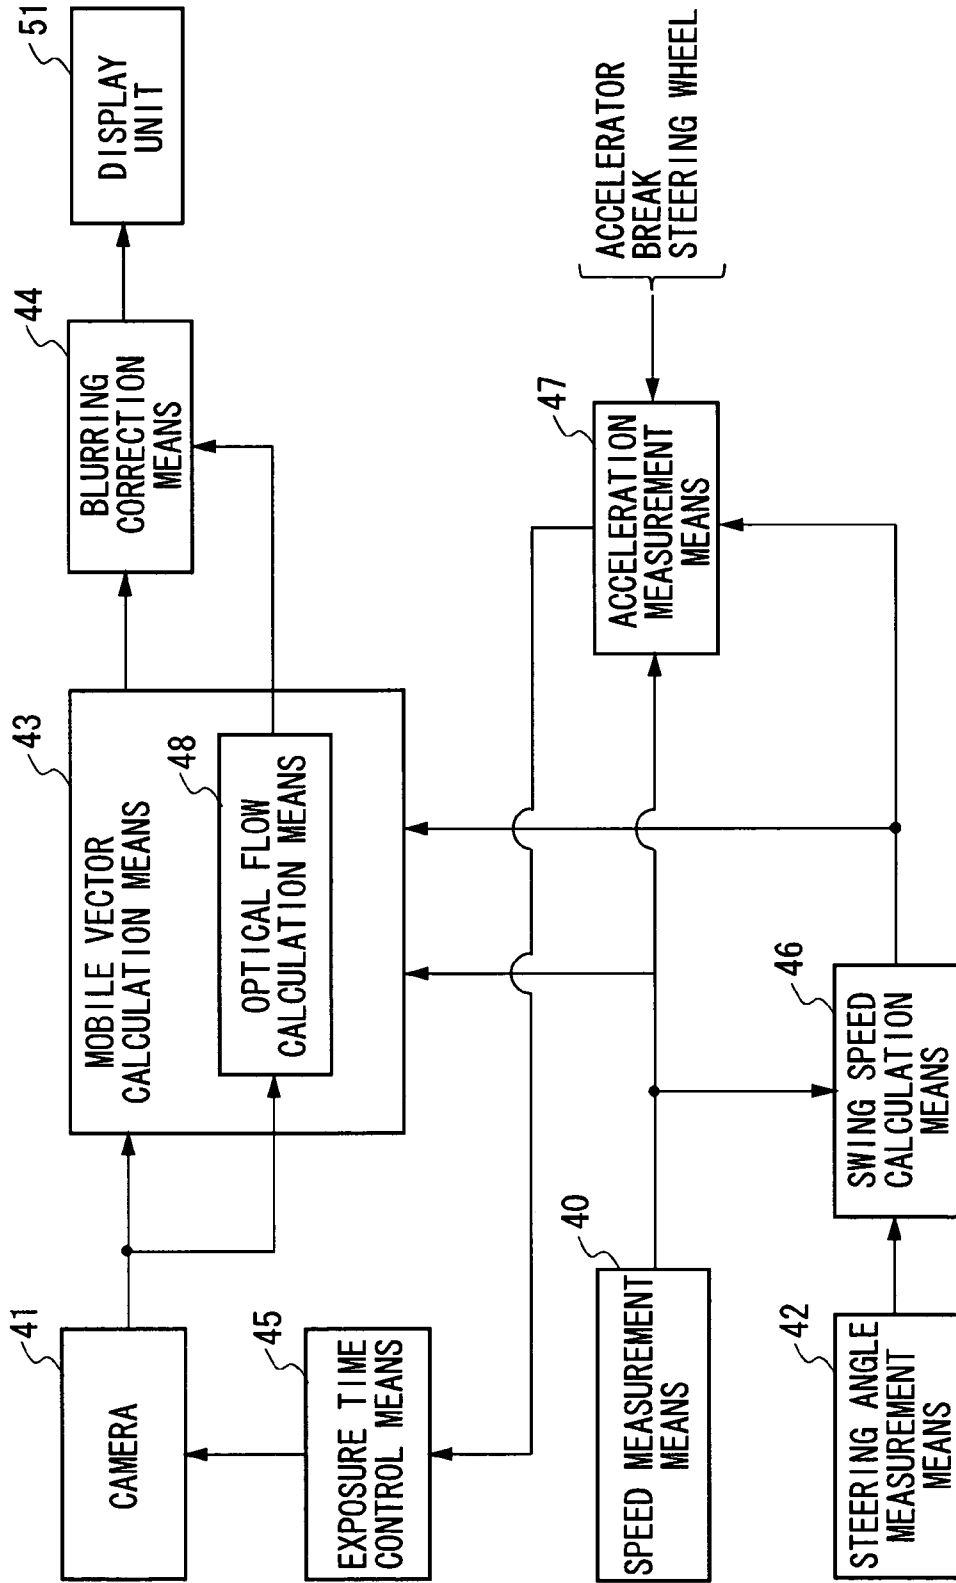 41
CAMERA
43
MOBILE VECTOR
CALCULATION MEANS
48
OPTICAL FLOW
CALCULATION MEANS
44
BLURRING
CORRECTION
MEANS
51
DISPLAY
UNIT
45
EXPOSURE TIME
CONTROL MEANS
40
SPEED MEASUREMENT
MEANS
47
ACCELERATION
MEASUREMENT
MEANS
ACCELERATOR
BREAK
STEERING WHEEL
42
STEERING ANGLE
MEASUREMENT
MEANS
46
SWING SPEED
CALCULATION
MEANS